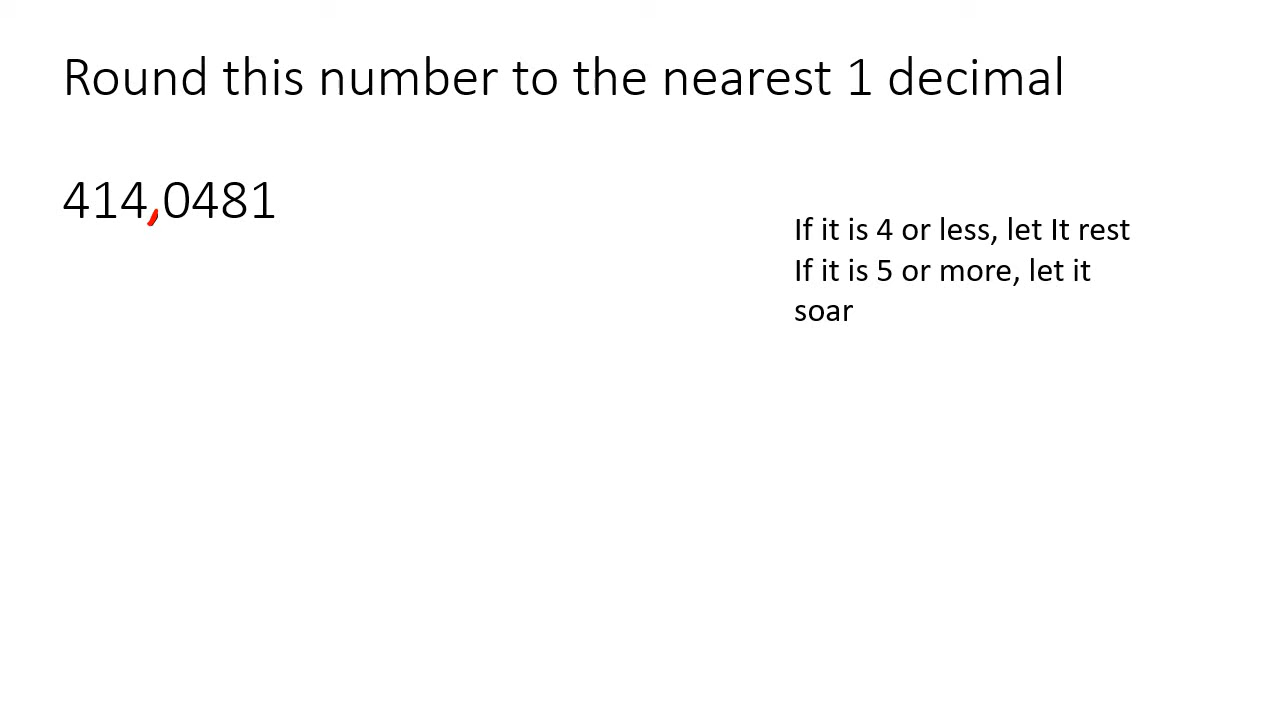 Round this number to the nearest 1 decimal
414,0481
If it is 4 or less, let It rest
If it is 5 or more, let it
soar